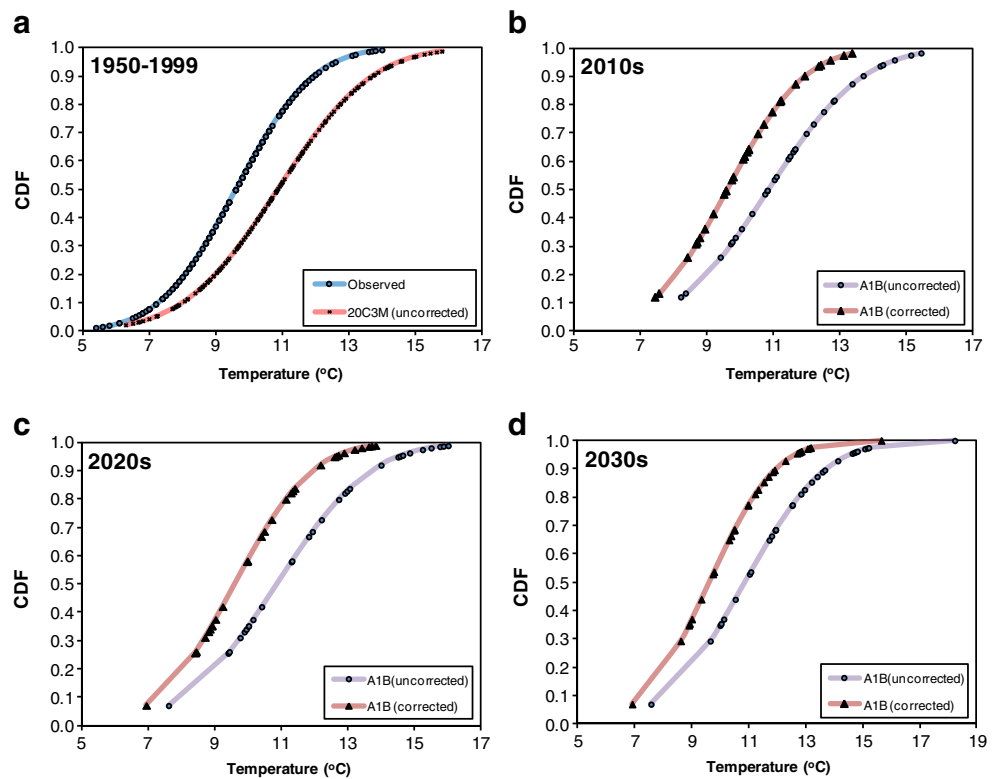 a
1950-1999
1.0
0.9
0.8
0.7
0.6
0.5
0.4
0.3
0.2
0.1
0.0
CDF
5 7 9 11 13 15 17
Temperature (°C)
Observed
20C3M (uncorrected)
b
2010s
1.0
0.9
0.8
0.7
0.6
0.5
0.4
0.3
0.2
0.1
0.0
CDF
5 7 9 11 13 15 17
Temperature (°C)
A1B(uncorrected)
A1B (corrected)
c
2020s
1.0
0.9
0.8
0.7
0.6
0.5
0.4
0.3
0.2
0.1
0.0
CDF
5 7 9 11 13 15 17
Temperature (°C)
A1B(uncorrected)
A1B (corrected)
d
2030s
1.0
0.9
0.8
0.7
0.6
0.5
0.4
0.3
0.2
0.1
0.0
CDF
5 7 9 11 13 15 17 19
Temperature (°C)
A1B(uncorrected)
A1B (corrected)